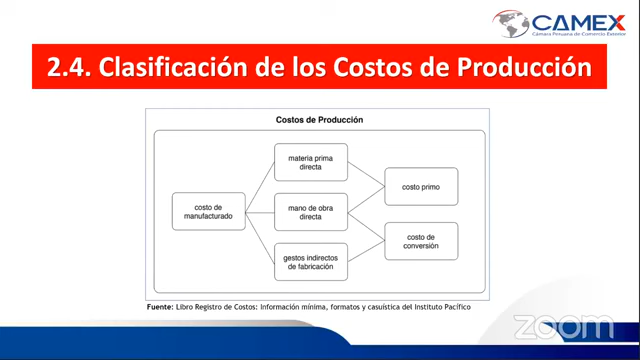 CAMEX
Cámara Peruana de Comercio Exterior
2.4. Clasificación de los Costos de Producción
Costos de Producción
materia prima
directa
costo primo
costo de
manufacturado
mano de obra
directa
costo de
conversión
gestos indirectos
de fabricación
Fuente: Libro Registro de Costos: Información mínima, formatos y casuística del Instituto Pacífico
zoom